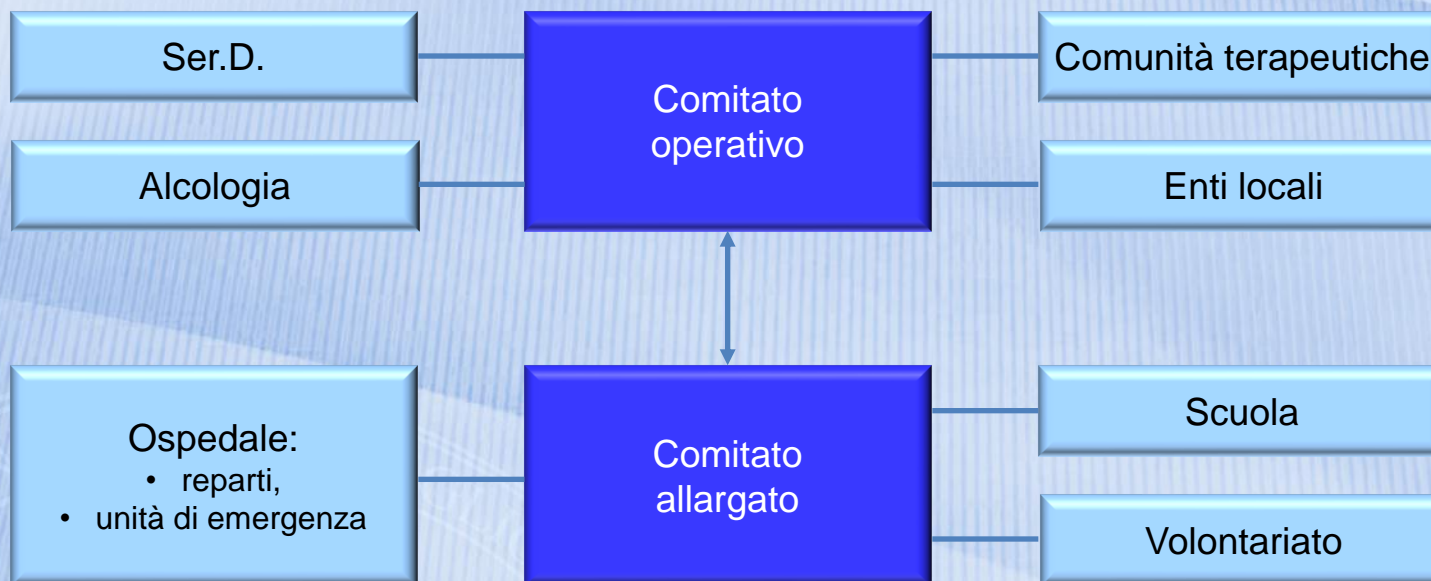 Ser.D.
Alcologia
Comitato
operativo
Comunità terapeutiche
Enti locali
Ospedale:
• reparti,
• unità di emergenza
Comitato
allargato
Scuola
Volontariato